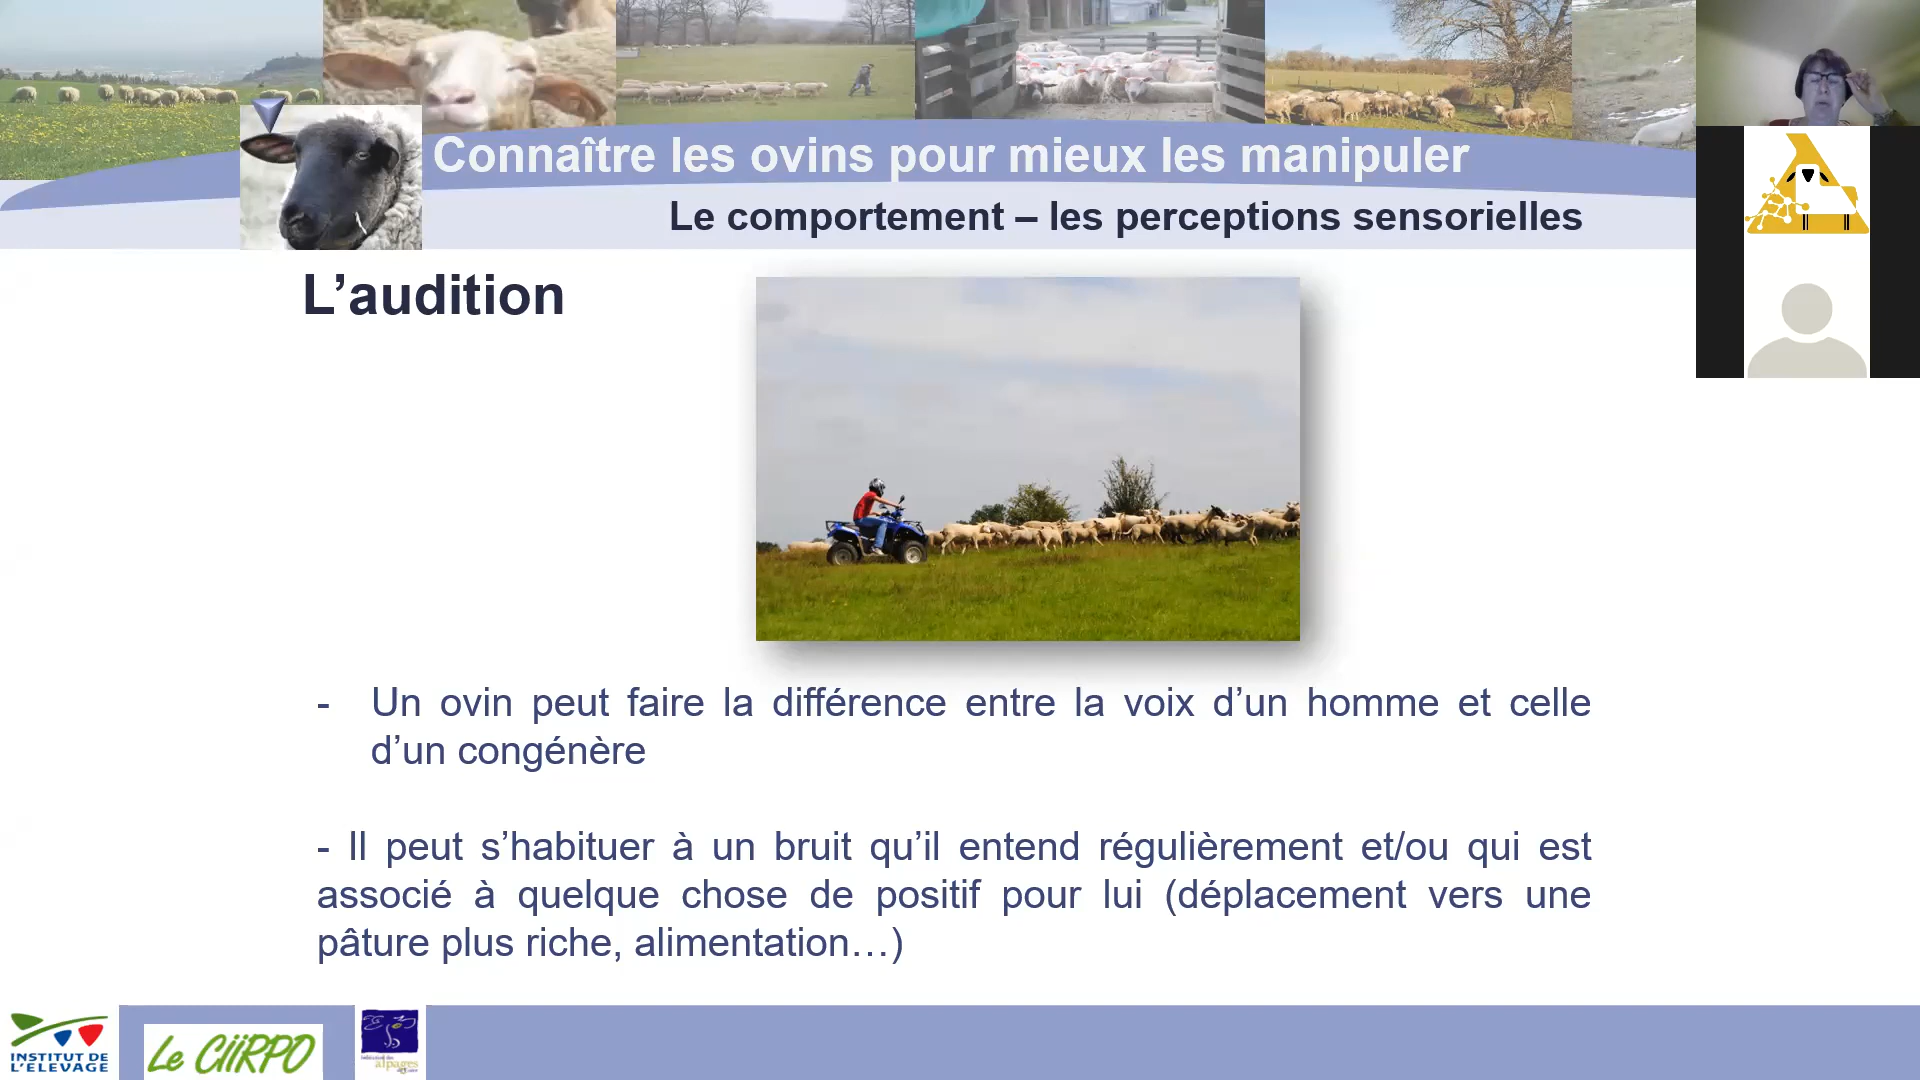 Connaître les ovins pour mieux les manipuler
Le comportement – les perceptions sensorielles
L’audition
- Un ovin peut faire la différence entre la voix d’un homme et celle
d’un congénère
- Il peut s’habituer à un bruit qu’il entend régulièrement et/ou qui est
associé à quelque chose de positif pour lui (déplacement vers une
pâture plus riche, alimentation…)
INSTITUT DE
L'ELEVAGE
Le CIIRPO
alpages